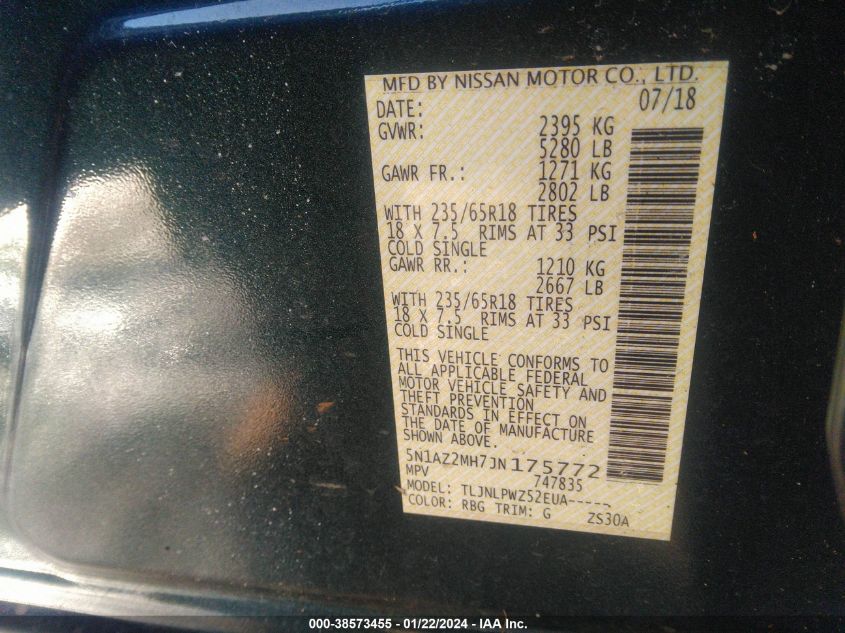 MFD BY NISSAN MOTOR CO., LTD.
DATE: 07/18
GVWR: 2395 KG
5280 LB
GAWR FR.: 1271 KG
2802 LB
WITH 235/65R18 TIRES
18 X 7.5 RIMS AT 33 PSI
COLD SINGLE
GAWR RR.: 1210 KG
2667 LB
WITH 235/65R18 TIRES
18 X 7.5 RIMS AT 33 PSI
COLD SINGLE
THIS VEHICLE CONFORMS TO
ALL APPLICABLE FEDERAL
MOTOR VEHICLE SAFETY AND
THEFT PREVENTION
STANDARDS IN EFFECT ON
THE DATE OF MANUFACTURE
SHOWN ABOVE.
5N1AZ2MH7JN175772
MPV 747835
MODEL: TLJNLPWZ52EUA-----
COLOR: RBG TRIM: G ZS30A
000-38573455 - 01/22/2024 - IAA Inc.